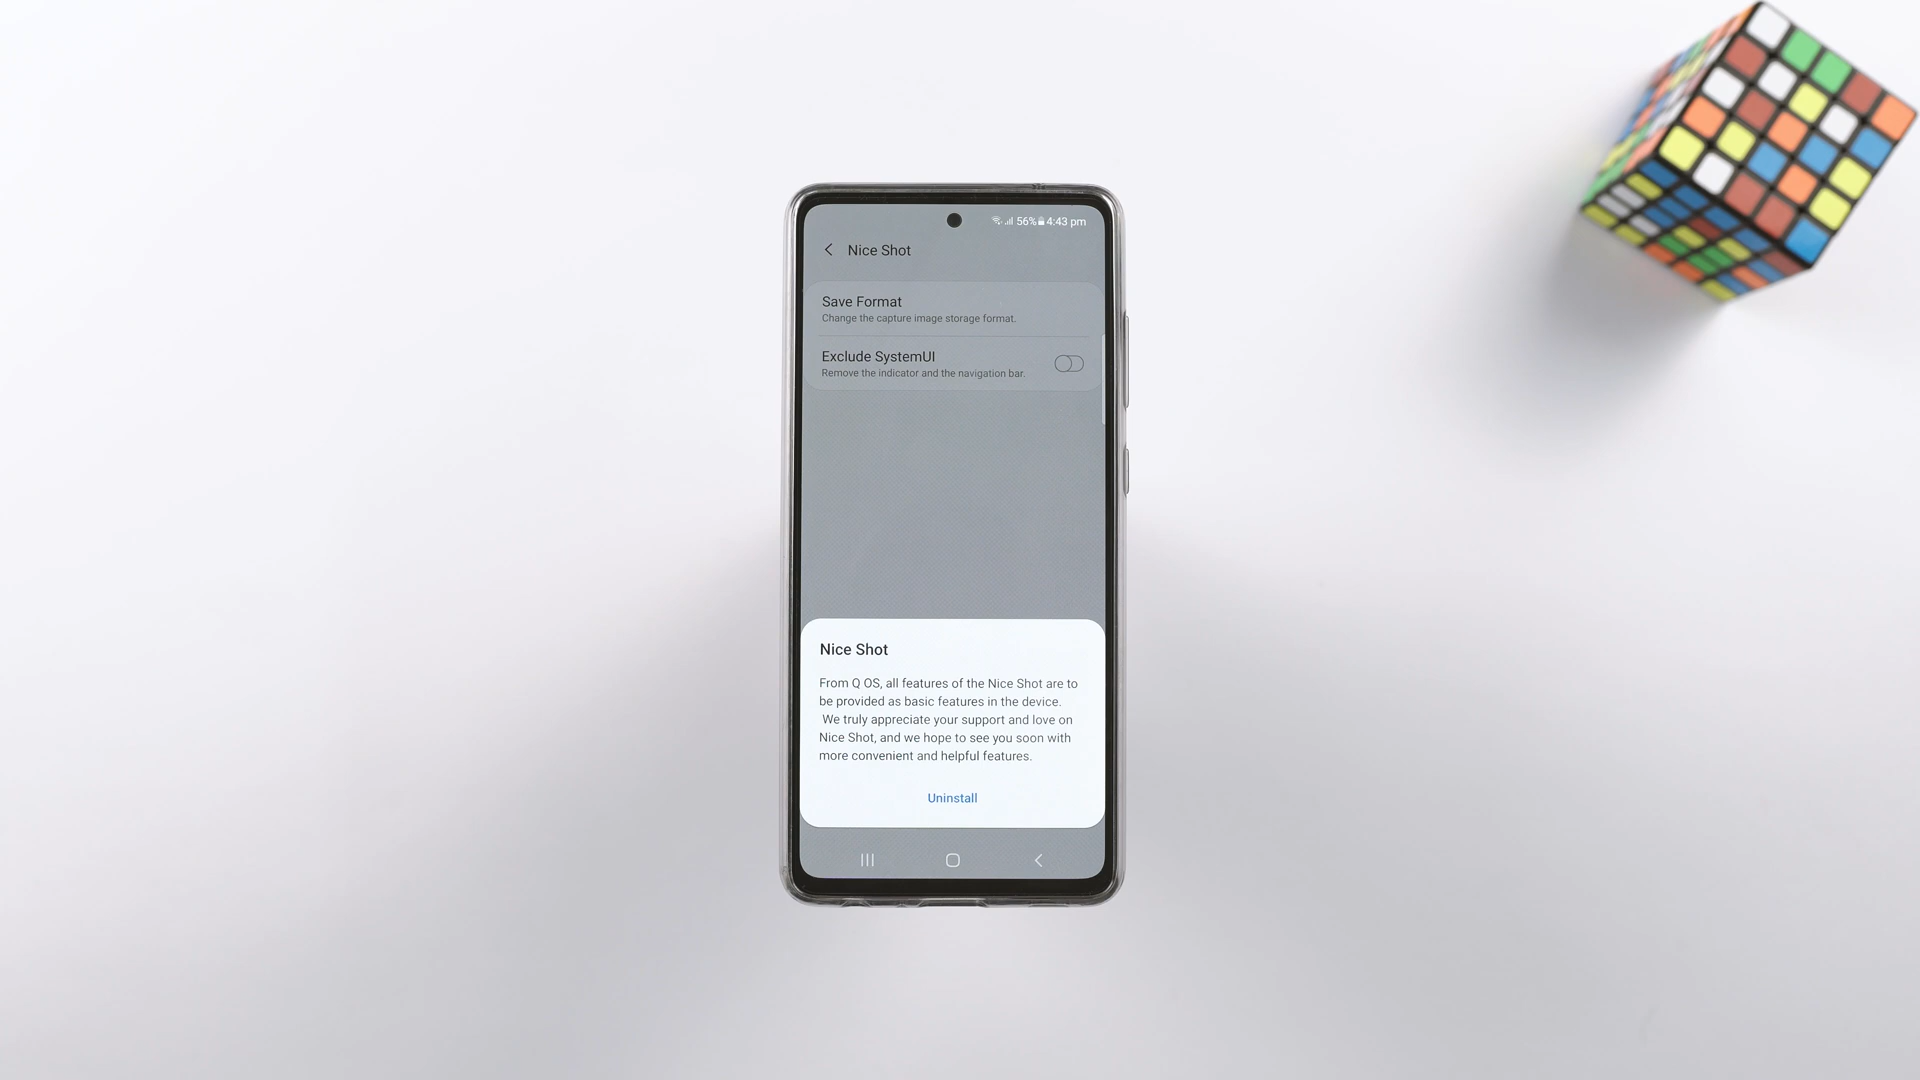 56% 4:43 pm
Nice Shot
Save Format
Change the capture image storage format.
Exclude SystemUI
Remove the indicator and the navigation bar.
Nice Shot
From Q OS, all features of the Nice Shot are to
be provided as basic features in the device.
We truly appreciate your support and love on
Nice Shot, and we hope to see you soon with
more convenient and helpful features.
Uninstall